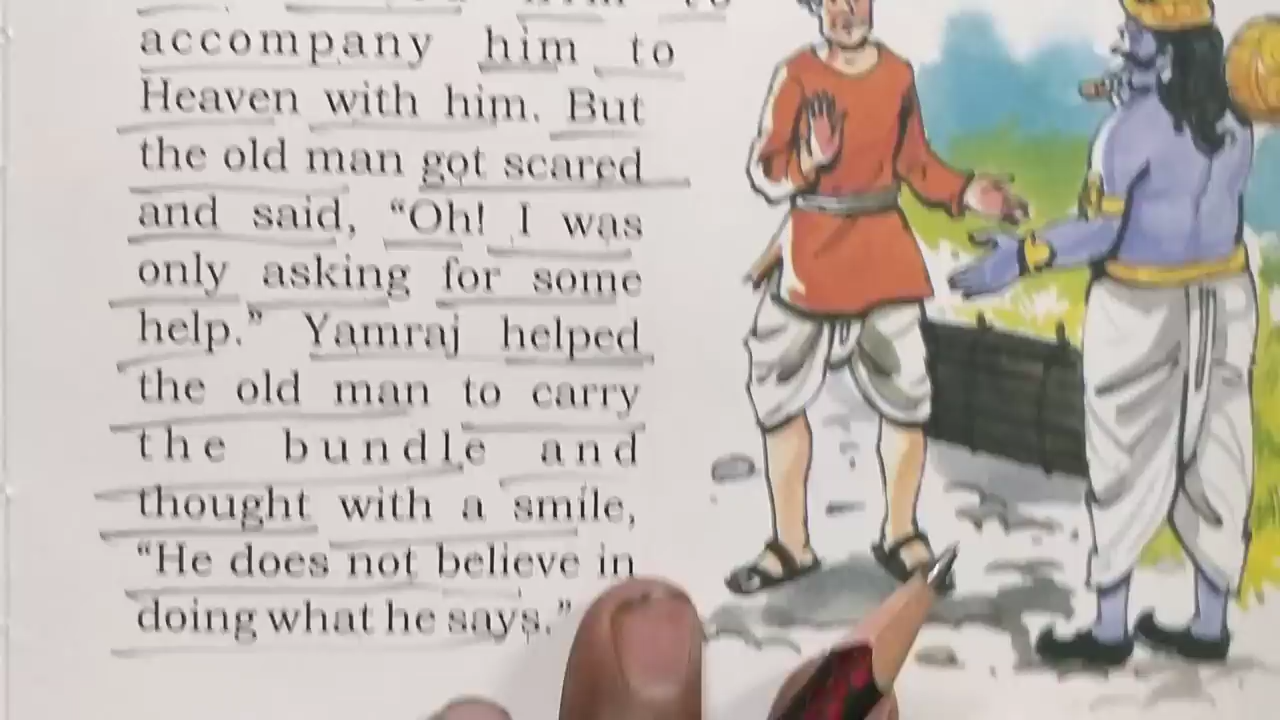 accompany him to
Heaven with him. But
the old man got scared
and said, “Oh! I was
only asking for some
help.” Yamraj helped
the old man to carry
the bundle and
thought with a smile,
“He does not believe in
doing what he says.”